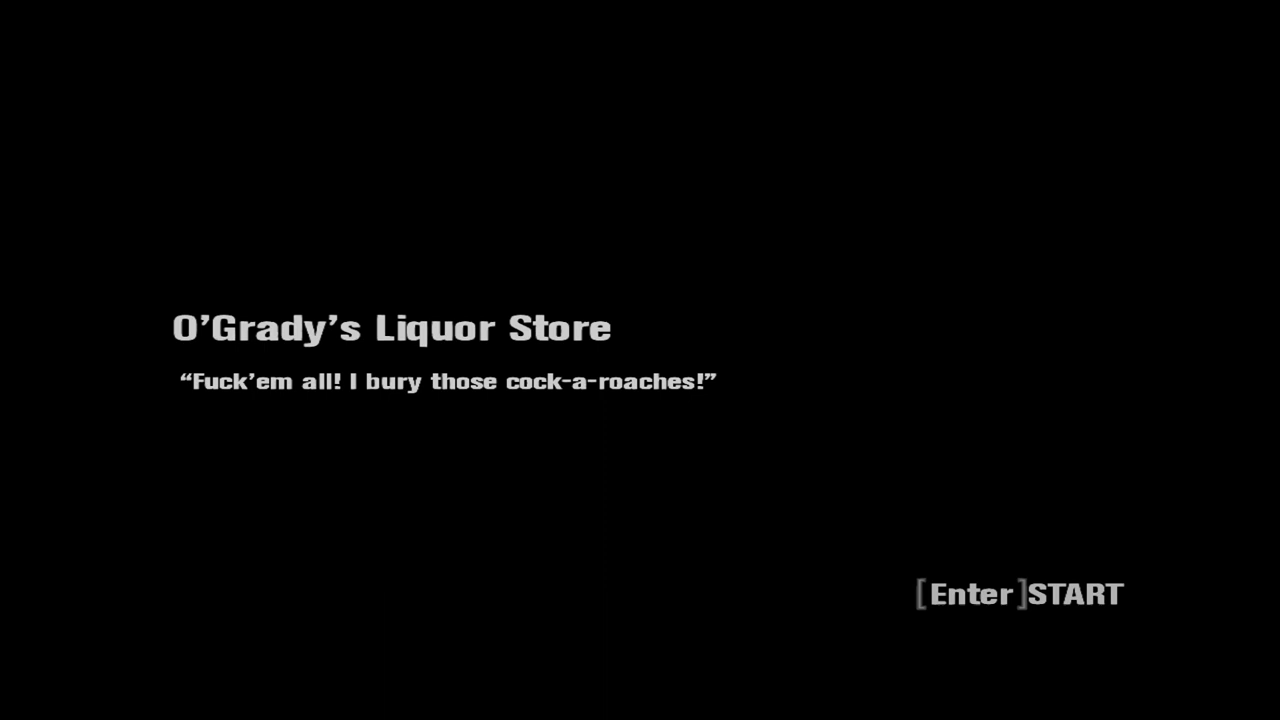 O’Grady’s Liquor Store
“Fuck’em all! I bury those cock-a-roaches!”
[Enter]START